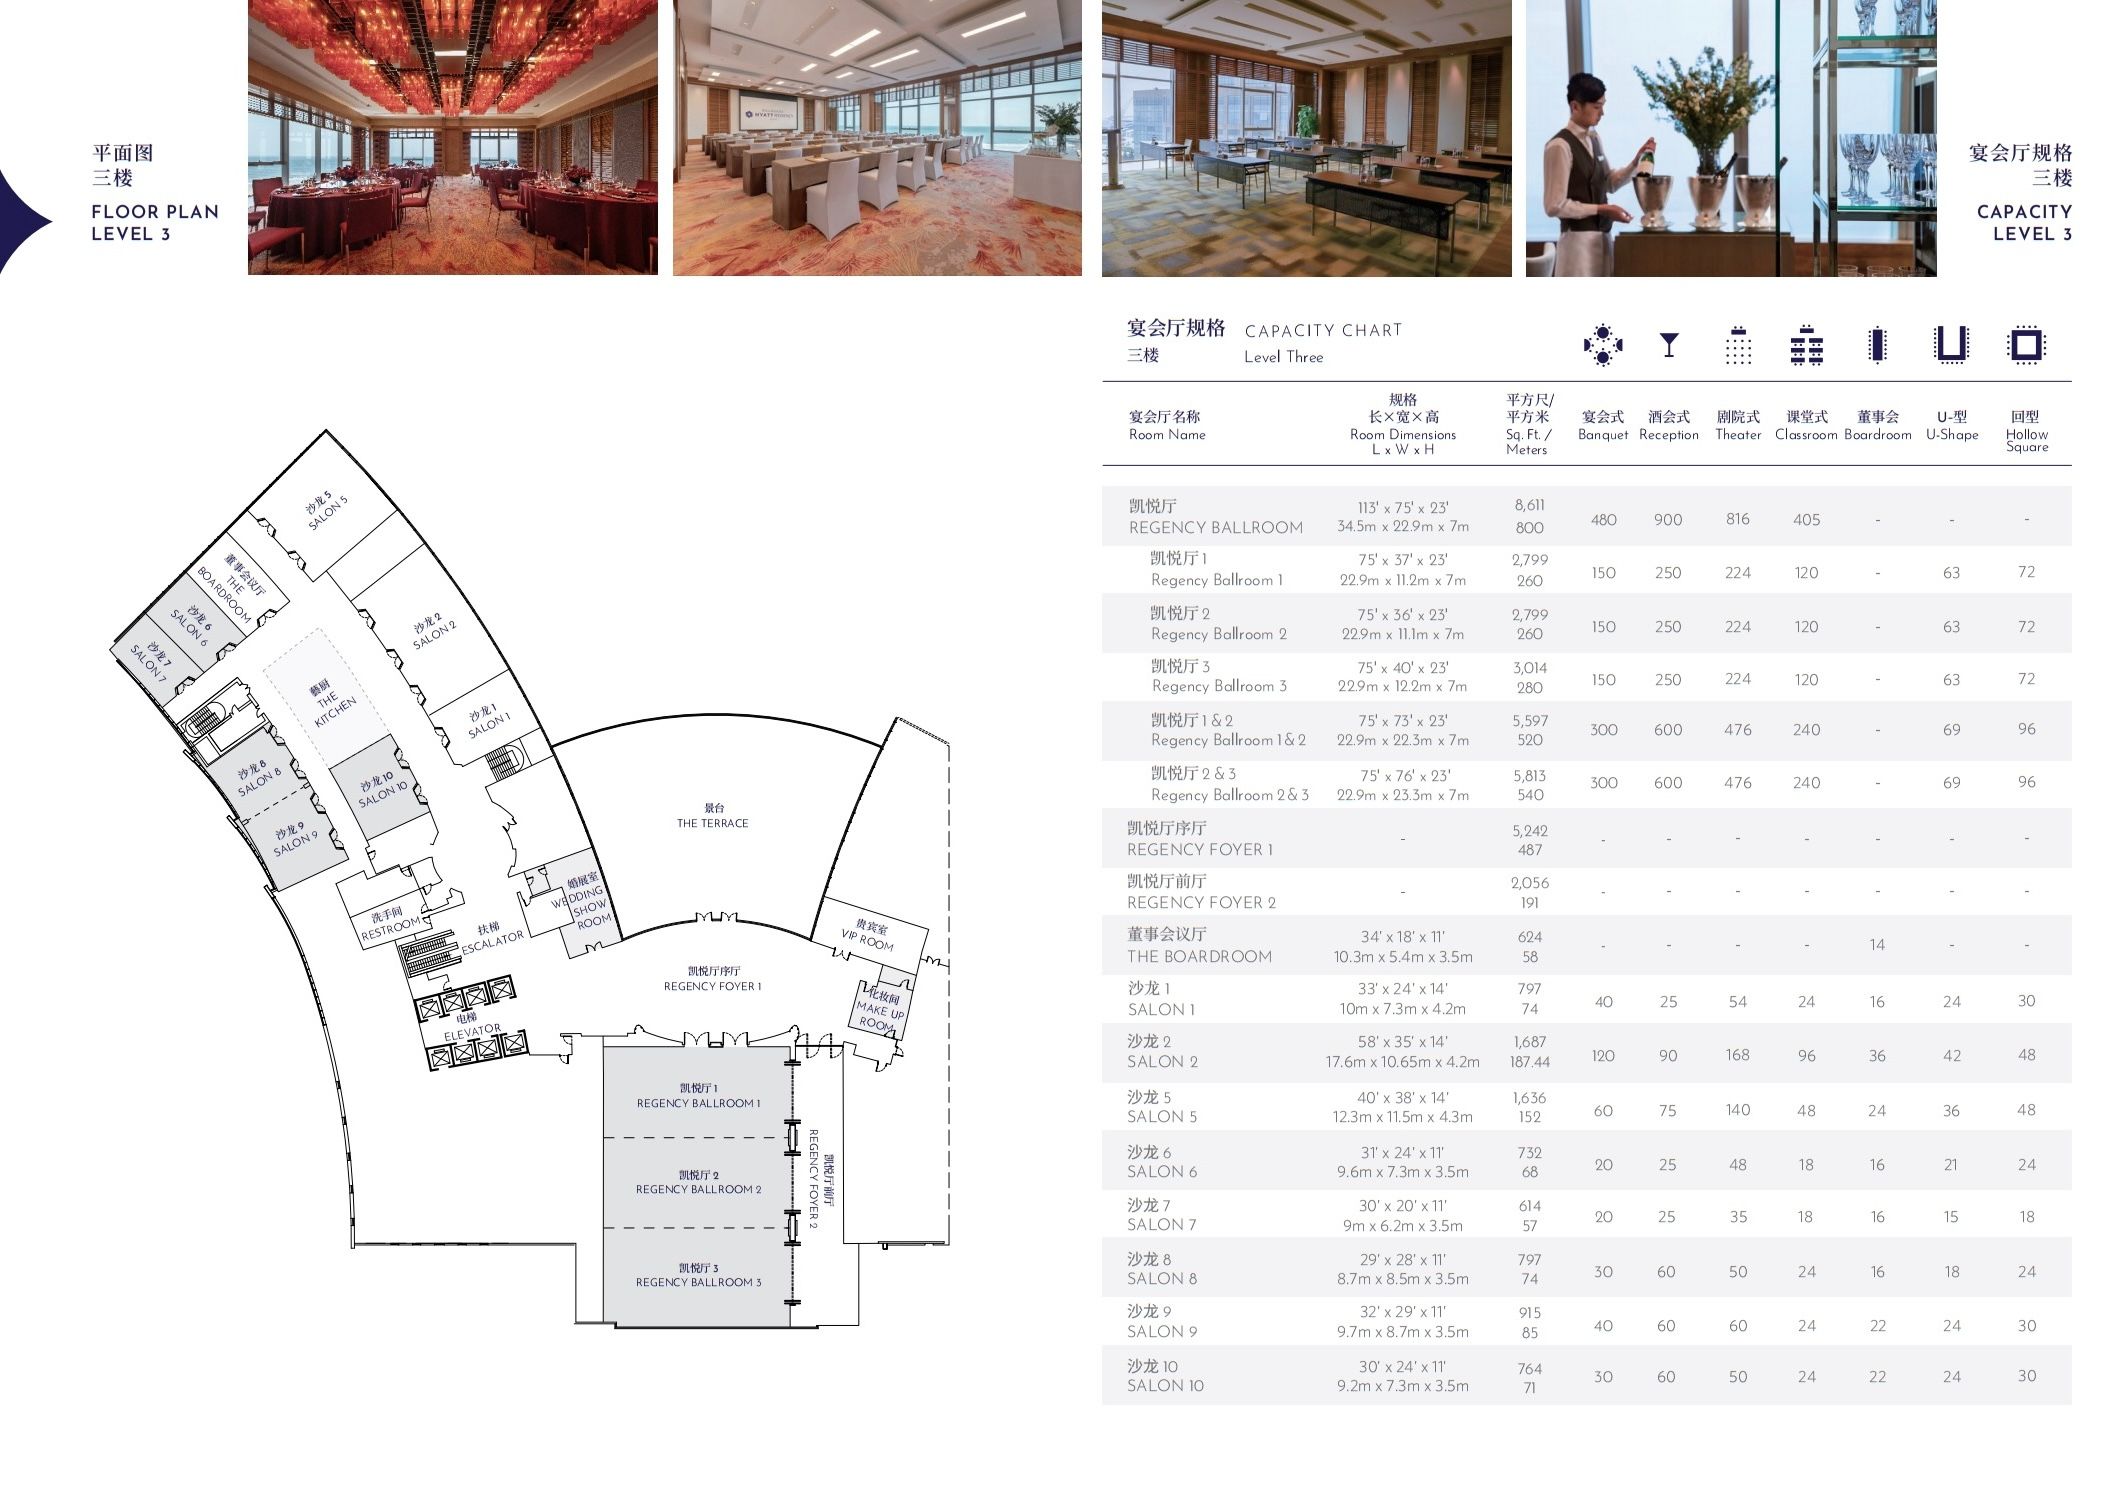 平面图
三楼
FLOOR PLAN
LEVEL 3
HYATT REGENCY
宴会厅规格
三楼
CAPACITY
LEVEL 3
沙龙 5
SALON 5
董事会议厅
THE
BOARDROOM
沙龙 6
SALON 6
沙龙 7
SALON 7
沙龙 2
SALON 2
藝厨
THE
KITCHEN
沙龙 1
SALON 1
沙龙 8
SALON 8
沙龙 10
SALON 10
沙龙 9
SALON 9
景台
THE TERRACE
婚展室
WEDDING
SHOW
ROOM
洗手间
RESTROOM
扶梯
ESCALATOR
贵宾室
VIP ROOM
凯悦厅序厅
REGENCY FOYER 1
化妆间
MAKE UP
ROOM
电梯
ELEVATOR
凯悦厅 1
REGENCY BALLROOM 1
凯悦厅 2
REGENCY BALLROOM 2
凯悦厅前厅
REGENCY FOYER 2
凯悦厅 3
REGENCY BALLROOM 3
宴会厅规格 CAPACITY CHART
三楼 Level Three
宴会厅名称 规格 长×宽×高 平方尺/ 平方米 宴会式 酒会式 剧院式 课堂式 董事会 U-型 回型
Room Name Room Dimensions L x W x H Sq. Ft. / Meters Banquet Reception Theater Classroom Boardroom U-Shape Hollow Square
凯悦厅 113' x 75' x 23' 8,611
REGENCY BALLROOM 34.5m x 22.9m x 7m 800 480 900 816 405 - - -
凯悦厅 1 75' x 37' x 23' 2,799
Regency Ballroom 1 22.9m x 11.2m x 7m 260 150 250 224 120 - 63 72
凯悦厅 2 75' x 36' x 23' 2,799
Regency Ballroom 2 22.9m x 11.1m x 7m 260 150 250 224 120 - 63 72
凯悦厅 3 75' x 40' x 23' 3,014
Regency Ballroom 3 22.9m x 12.2m x 7m 280 150 250 224 120 - 63 72
凯悦厅 1 & 2 75' x 73' x 23' 5,597
Regency Ballroom 1 & 2 22.9m x 22.3m x 7m 520 300 600 476 240 - 69 96
凯悦厅 2 & 3 75' x 76' x 23' 5,813
Regency Ballroom 2 & 3 22.9m x 23.3m x 7m 540 300 600 476 240 - 69 96
凯悦厅序厅 5,242
REGENCY FOYER 1 - 487 - - - - - - -
凯悦厅前厅 2,056
REGENCY FOYER 2 - 191 - - - - - - -
董事会议厅 34' x 18' x 11' 624
THE BOARDROOM 10.3m x 5.4m x 3.5m 58 - - - - 14 - -
沙龙 1 33' x 24' x 14' 797
SALON 1 10m x 7.3m x 4.2m 74 40 25 54 24 16 24 30
沙龙 2 58' x 35' x 14' 1,687
SALON 2 17.6m x 10.65m x 4.2m 187.44 120 90 168 96 36 42 48
沙龙 5 40' x 38' x 14' 1,636
SALON 5 12.3m x 11.5m x 4.3m 152 60 75 140 48 24 36 48
沙龙 6 31' x 24' x 11' 732
SALON 6 9.6m x 7.3m x 3.5m 68 20 25 48 18 16 21 24
沙龙 7 30' x 20' x 11' 614
SALON 7 9m x 6.2m x 3.5m 57 20 25 35 18 16 15 18
沙龙 8 29' x 28' x 11' 797
SALON 8 8.7m x 8.5m x 3.5m 74 30 60 50 24 16 18 24
沙龙 9 32' x 29' x 11' 915
SALON 9 9.7m x 8.7m x 3.5m 85 40 60 60 24 22 24 30
沙龙 10 30' x 24' x 11' 764
SALON 10 9.2m x 7.3m x 3.5m 71 30 60 50 24 22 24 30